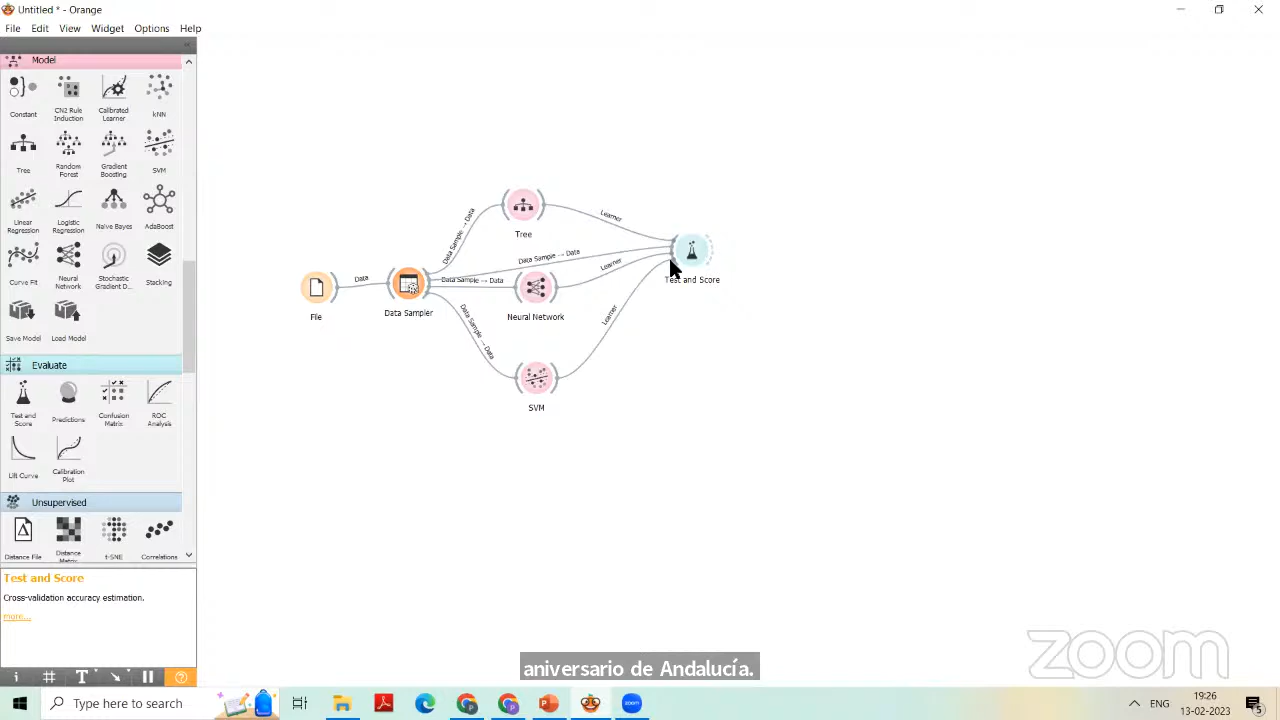 Untitled * - Orange
File Edit View Widget Options Help
Model
Constant
CN2 Rule Induction
Calibrated Learner
kNN
Tree
Random Forest
Gradient Boosting
SVM
Linear Regression
Logistic Regression
Naive Bayes
AdaBoost
Curve Fit
Neural Network
Stochastic Gradient D...
Stacking
Save Model
Load Model
Evaluate
Test and Score
Predictions
Confusion Matrix
ROC Analysis
Lift Curve
Calibration Plot
Unsupervised
Distance File
Distance Matrix
t-SNE
Correlations
Test and Score
Cross-validation accuracy estimation.
more...
File
Data
Data Sampler
Data Sample → Data
Data Sample → Data
Data Sample → Data
Data Sample → Data
Tree
Neural Network
SVM
Learner
Learner
Learner
Test and Score
zoom
aniversario de Andalucía.
Type here to search
zoom
ENG
19:26
13-02-2023
5